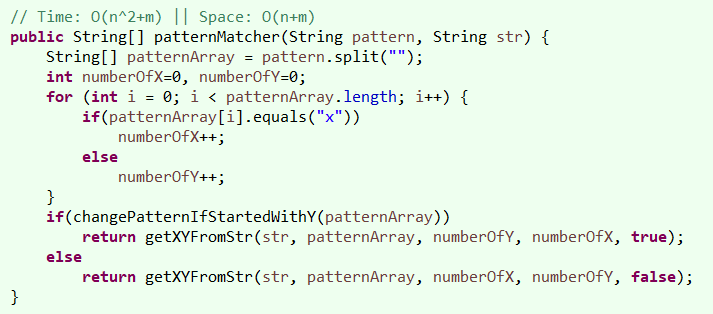 // Time: O(n^2+m) || Space: O(n+m)
public String[] patternMatcher(String pattern, String str) {
    String[] patternArray = pattern.split("");
    int numberOfX=0, numberOfY=0;
    for (int i = 0; i < patternArray.length; i++) {
        if(patternArray[i].equals("x"))
            numberOfX++;
        else
            numberOfY++;
    }
    if(changePatternIfStartedWithY(patternArray))
        return getXYFromStr(str, patternArray, numberOfY, numberOfX, true);
    else
        return getXYFromStr(str, patternArray, numberOfX, numberOfY, false);
}